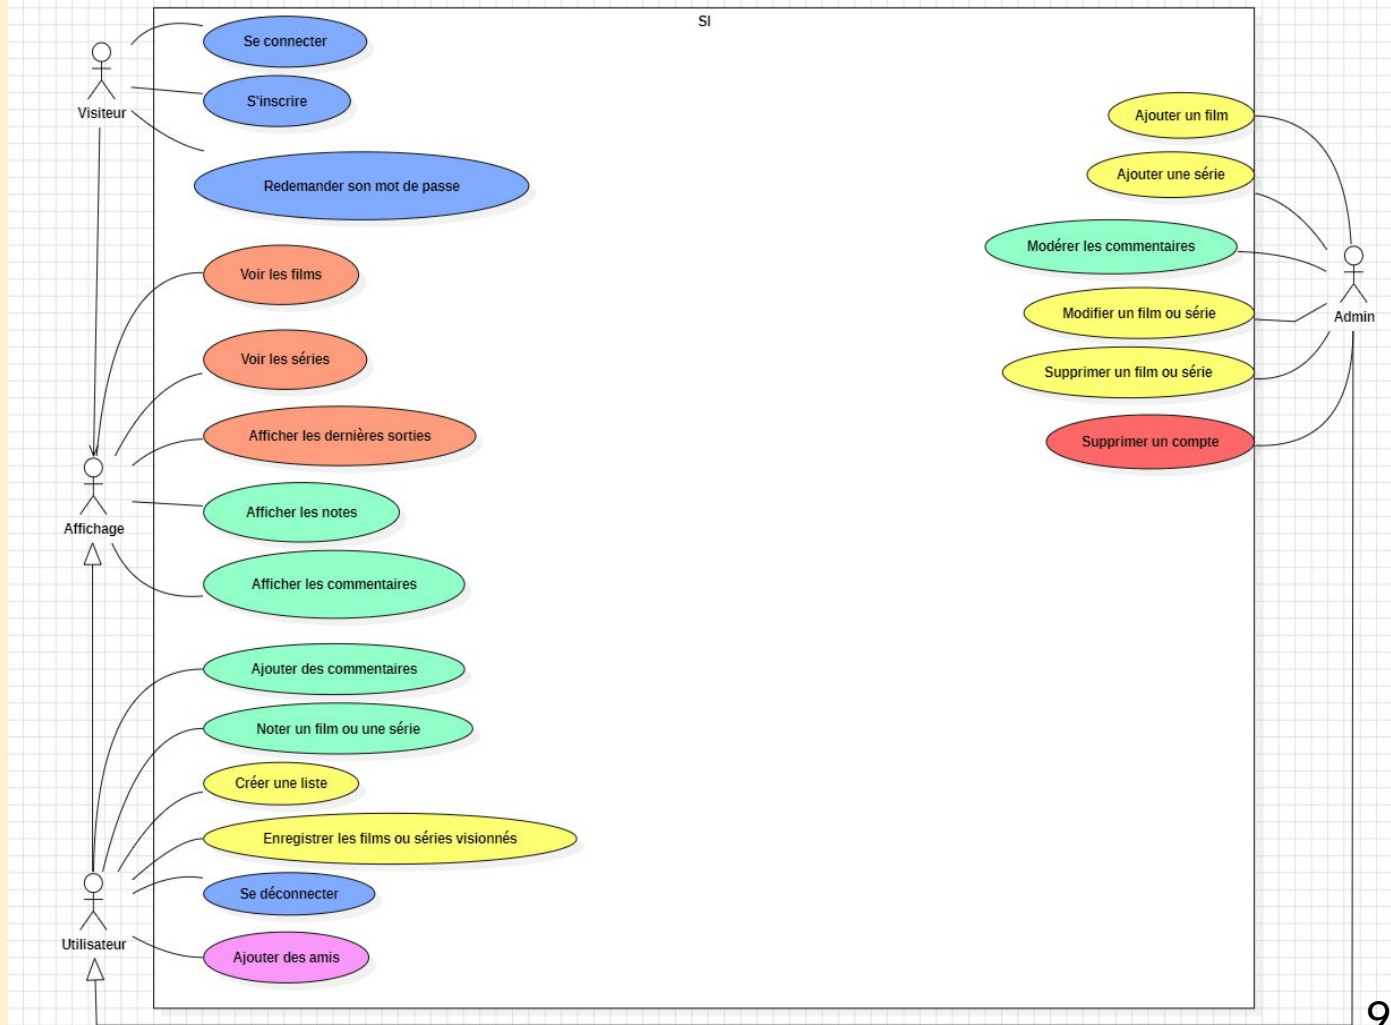 SI
Se connecter
S'inscrire
Visiteur
Redemander son mot de passe
Voir les films
Voir les séries
Afficher les dernières sorties
Afficher les notes
Affichage
Afficher les commentaires
Ajouter des commentaires
Noter un film ou une série
Créer une liste
Enregistrer les films ou séries visionnés
Se déconnecter
Utilisateur
Ajouter des amis
Ajouter un film
Ajouter une série
Modérer les commentaires
Modifier un film ou série
Admin
Supprimer un film ou série
Supprimer un compte
9